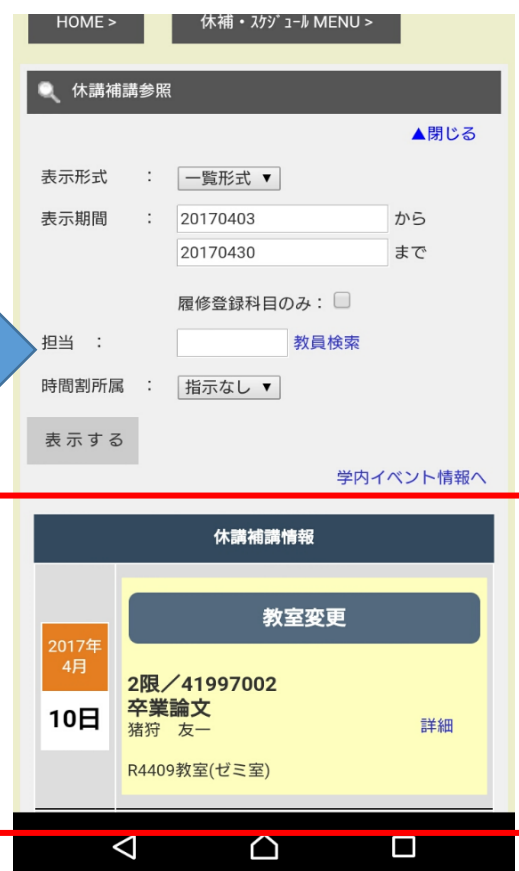 HOME >
休補・ｽｹｼﾞｭｰﾙ MENU >
休講補講参照
▲閉じる
表示形式 : 一覧形式 ▼
表示期間 : 20170403 から
20170430 まで
履修登録科目のみ：
担当 : 教員検索
時間割所属 : 指示なし ▼
表示する
学内イベント情報へ
休講補講情報
教室変更
2017年
4月
10日
2限／41997002
卒業論文
猪狩 友一
詳細
R4409教室(ゼミ室)